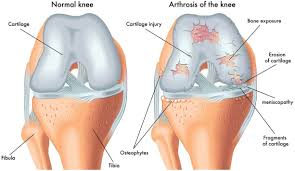 Normal knee
Arthrosis of the knee
Cartilage
Cartilage injury
Bone exposure
Erosion
of cartilage
meniscopathy
Osteophytes
Fragments
of cartilage
Fibula
Tibia